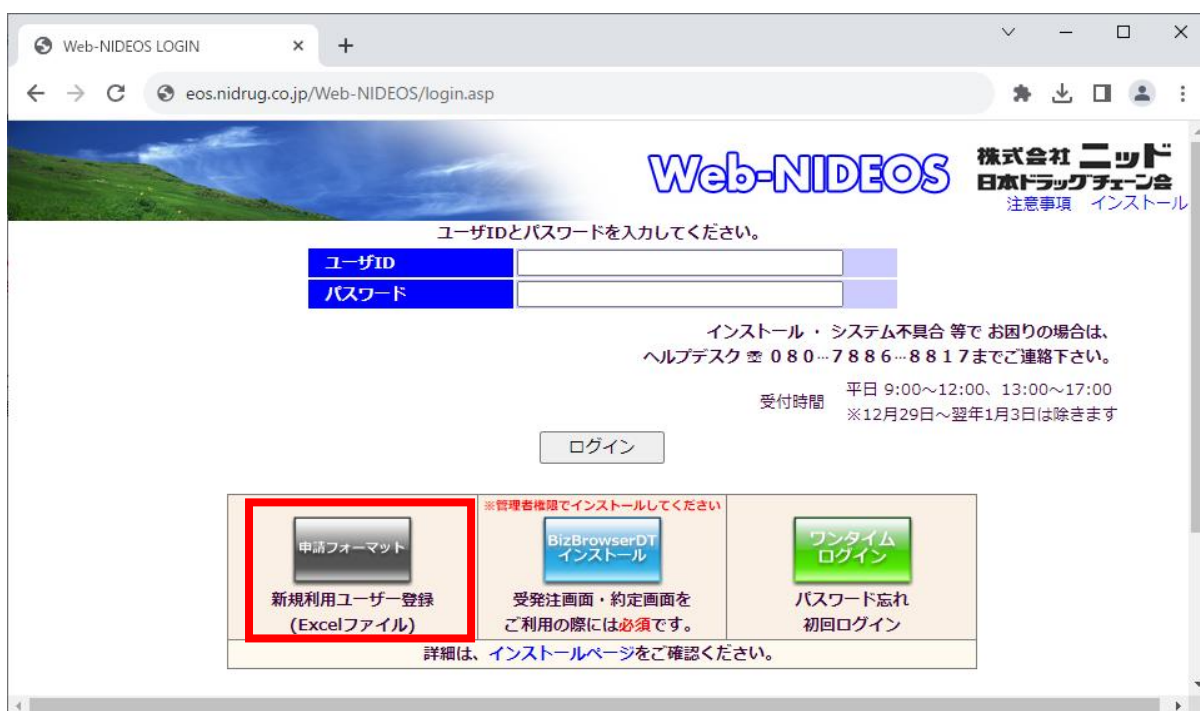 Web-NIDEOS LOGIN
eos.nidrug.co.jp/Web-NIDEOS/login.asp
Web-NIDEOS
株式会社 ニッド
日本ドラッグチェーン会
注意事項 インストール
ユーザIDとパスワードを入力してください。
ユーザID
パスワード
インストール ・ システム不具合 等で お困りの場合は、
ヘルプデスク ☎ 080…7886…8817までご連絡下さい。
受付時間
平日 9:00～12:00、13:00～17:00
※12月29日～翌年1月3日は除きます
ログイン
申請フォーマット
新規利用ユーザー登録
(Excelファイル)
※管理者権限でインストールしてください
BizBrowserDT
インストール
受発注画面・約定画面を
ご利用の際には必須です。
ワンタイム
ログイン
パスワード忘れ
初回ログイン
詳細は、インストールページをご確認ください。